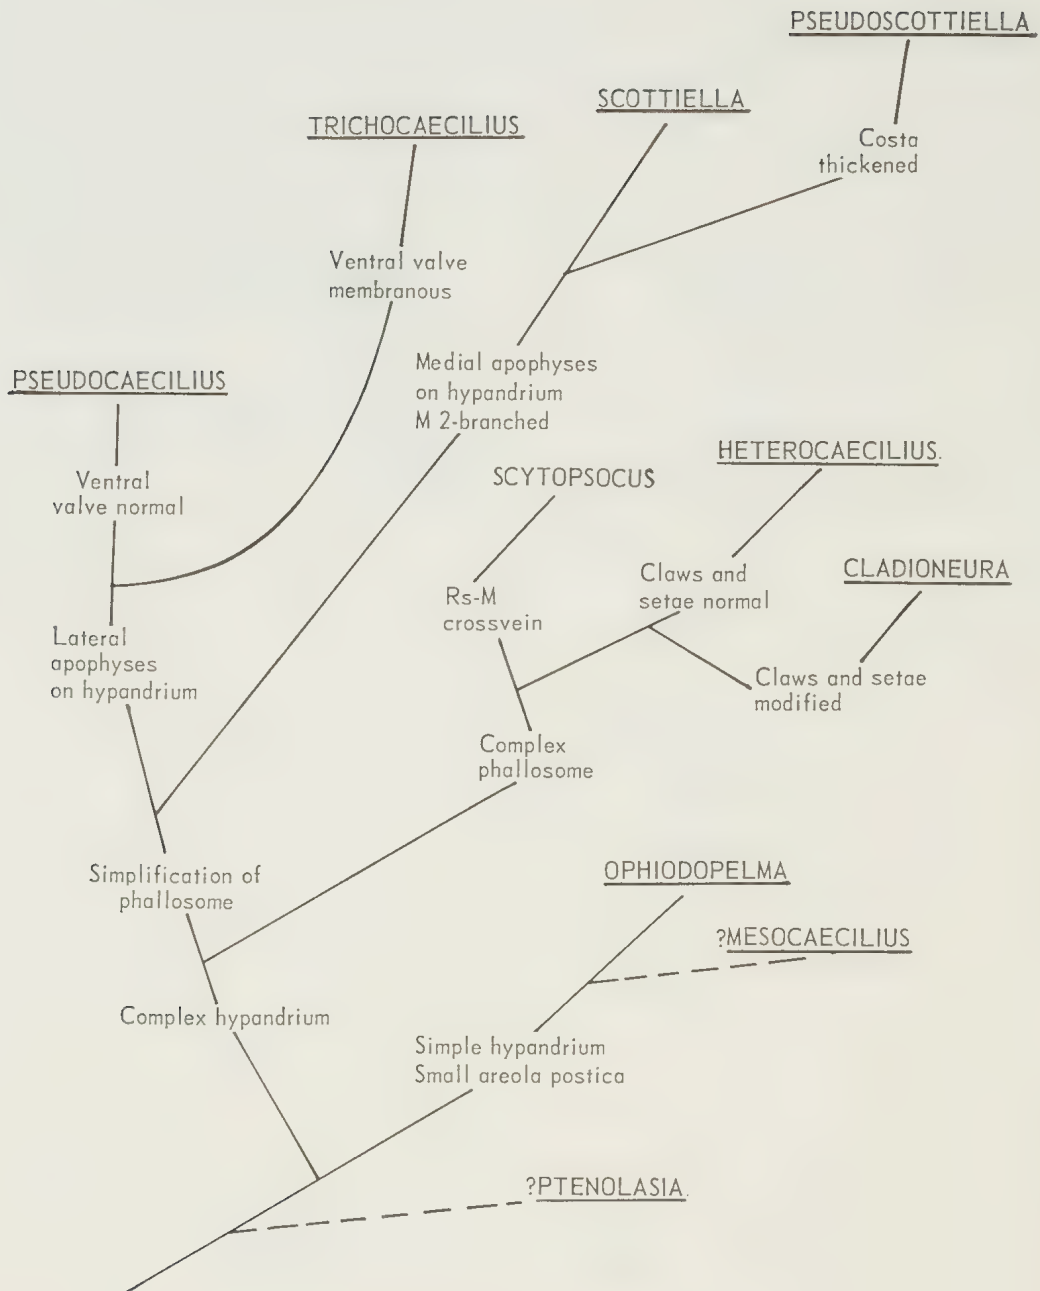 PSEUDOSCOTTIELLA
SCOTTIELLA
TRICHOCAECILIUS
Costa
thickened
Ventral valve
membranous
Medial apophyses
on hypandrium
M 2-branched
PSEUDOCAECILIUS
Ventral
valve normal
SCYTOPSOCUS
HETEROCAECILIUS.
Claws and
setae normal
CLADIONEURA
Rs-M
crossvein
Lateral
apophyses
on hypandrium
Claws and setae
modified
Complex
phallosome
Simplification of
phallosome
OPHIODOPELMA
?MESOCAECILIUS
Complex hypandrium
Simple hypandrium
Small areola postica
?PTENOLASIA.